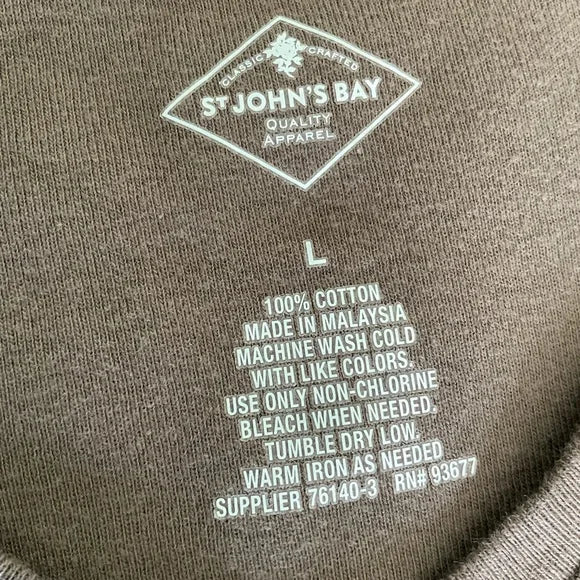 CLASSIC CRAFTED
ST JOHN'S BAY
QUALITY
APPAREL
L
100% COTTON
MADE IN MALAYSIA
MACHINE WASH COLD
WITH LIKE COLORS.
USE ONLY NON-CHLORINE
BLEACH WHEN NEEDED.
TUMBLE DRY LOW.
WARM IRON AS NEEDED
SUPPLIER 76140-3 RN# 93677